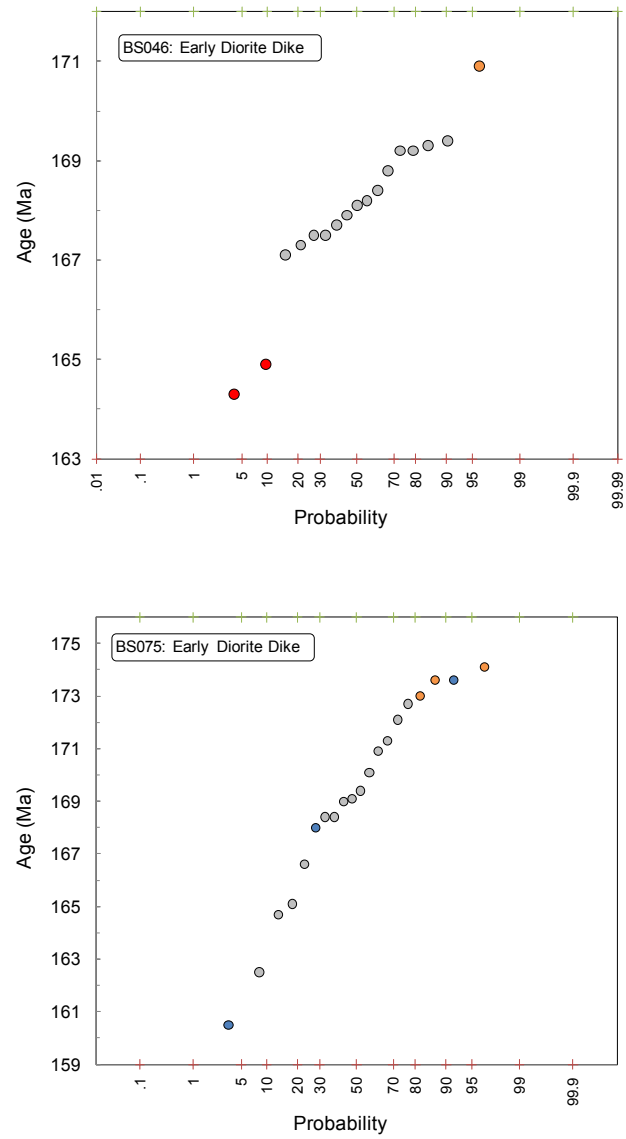 BS046: Early Diorite Dike
171
169
167
165
163
Age (Ma)
.01 .1 1 5 10 20 30 50 70 80 90 95 99 99.9 99.99
Probability
BS075: Early Diorite Dike
175
173
171
169
167
165
163
161
159
Age (Ma)
.1 1 5 10 20 30 50 70 80 90 95 99 99.9
Probability